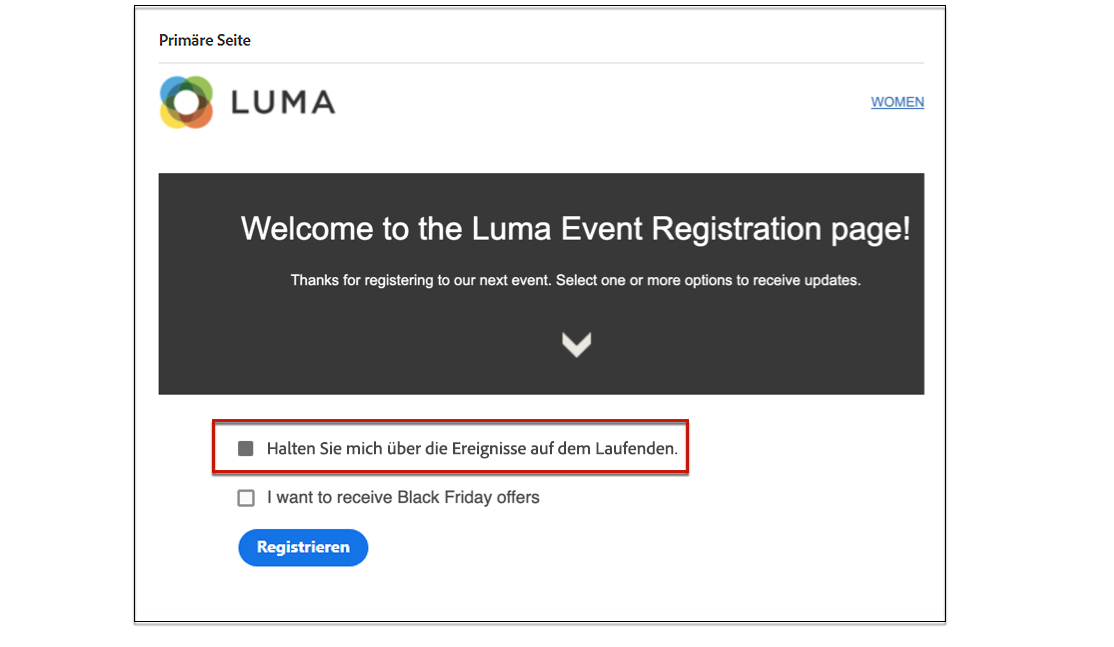 Primäre Seite
LUMA
WOMEN
Welcome to the Luma Event Registration page!
Thanks for registering to our next event. Select one or more options to receive updates.
Halten Sie mich über die Ereignisse auf dem Laufenden.
I want to receive Black Friday offers
Registrieren